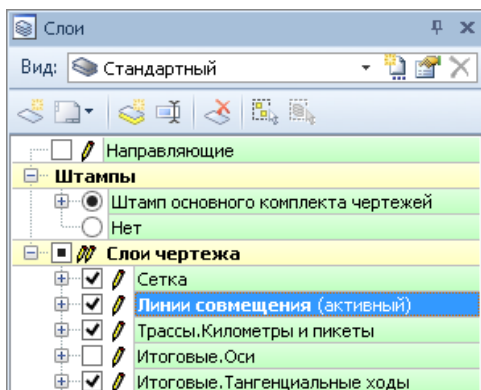 Слои
Вид: Стандартный
Направляющие
Штампы
Штамп основного комплекта чертежей
Нет
Слои чертежа
Сетка
Линии совмещения (активный)
Трассы.Километры и пикеты
Итоговые.Оси
Итоговые.Тангенциальные ходы